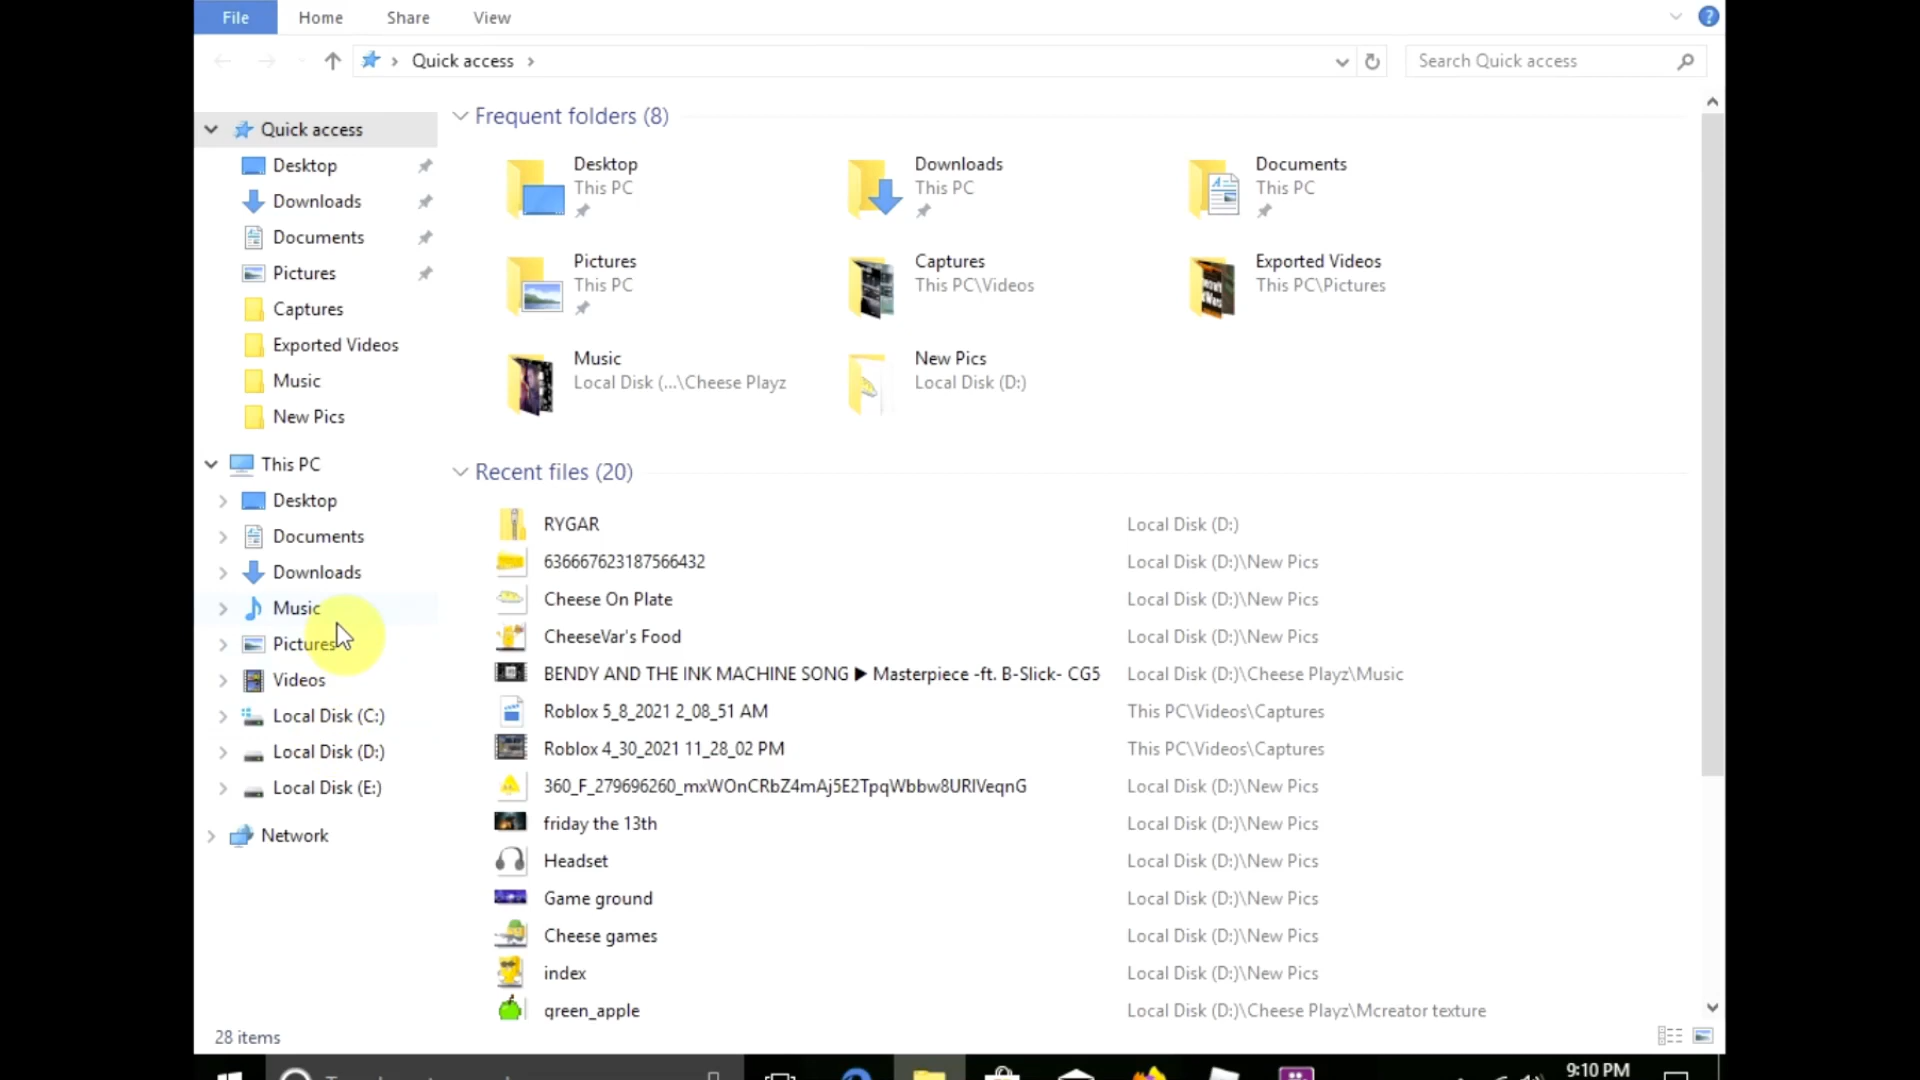 File Home Share View
Quick access
Search Quick access
Quick access
Desktop
Downloads
Documents
Pictures
Captures
Exported Videos
Music
New Pics
This PC
Desktop
Documents
Downloads
Music
Pictures
Videos
Local Disk (C:)
Local Disk (D:)
Local Disk (E:)
Network
Frequent folders (8)
Desktop
This PC
Downloads
This PC
Documents
This PC
Pictures
This PC
Captures
This PC\Videos
Exported Videos
This PC\Pictures
Music
Local Disk (...\Cheese Playz
New Pics
Local Disk (D:)
Recent files (20)
RYGAR Local Disk (D:)
636667623187566432 Local Disk (D:)\New Pics
Cheese On Plate Local Disk (D:)\New Pics
CheeseVar's Food Local Disk (D:)\New Pics
BENDY AND THE INK MACHINE SONG ▶ Masterpiece -ft. B-Slick- CG5 Local Disk (D:)\Cheese Playz\Music
Roblox 5_8_2021 2_08_51 AM This PC\Videos\Captures
Roblox 4_30_2021 11_28_02 PM This PC\Videos\Captures
360_F_279696260_mxWOnCRbZ4mAj5E2TpqWbbw8URlVeqnG Local Disk (D:)\New Pics
friday the 13th Local Disk (D:)\New Pics
Headset Local Disk (D:)\New Pics
Game ground Local Disk (D:)\New Pics
Cheese games Local Disk (D:)\New Pics
index Local Disk (D:)\New Pics
green_apple Local Disk (D:)\Cheese Playz\Mcreator texture
28 items
9:10 PM